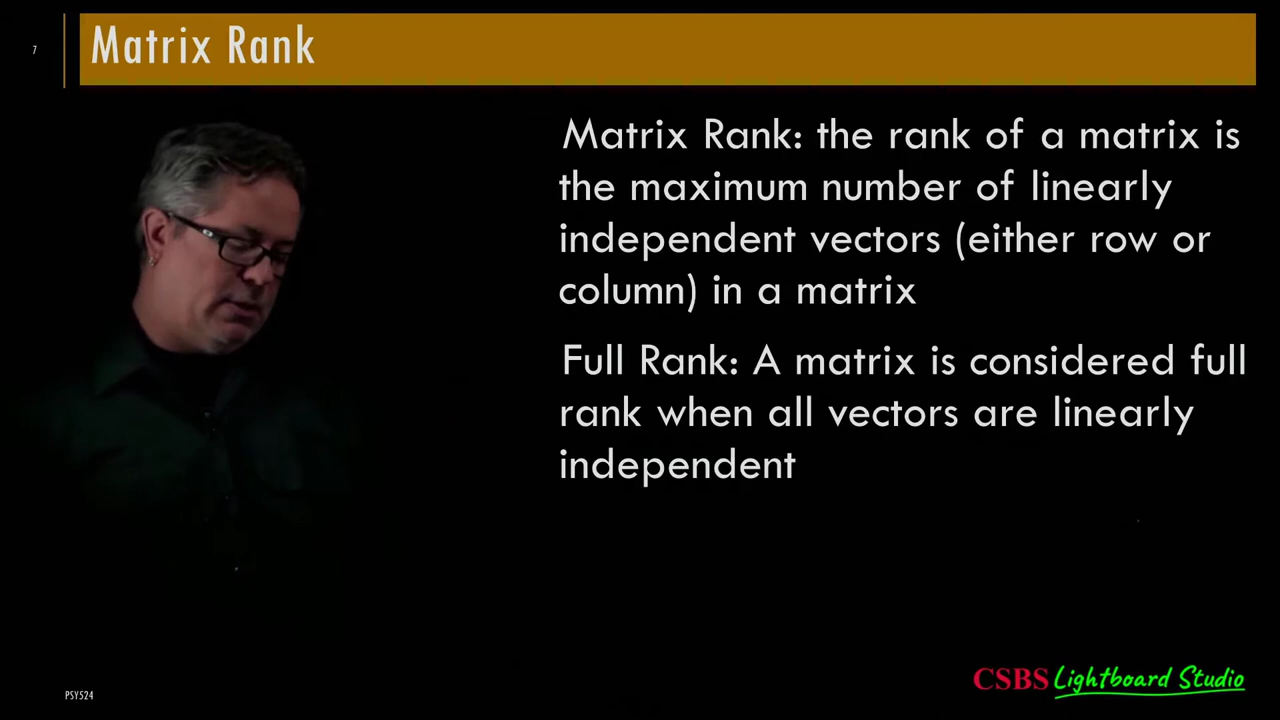 7
Matrix Rank
Matrix Rank: the rank of a matrix is
the maximum number of linearly
independent vectors (either row or
column) in a matrix
Full Rank: A matrix is considered full
rank when all vectors are linearly
independent
PSY524
CSBS Lightboard Studio